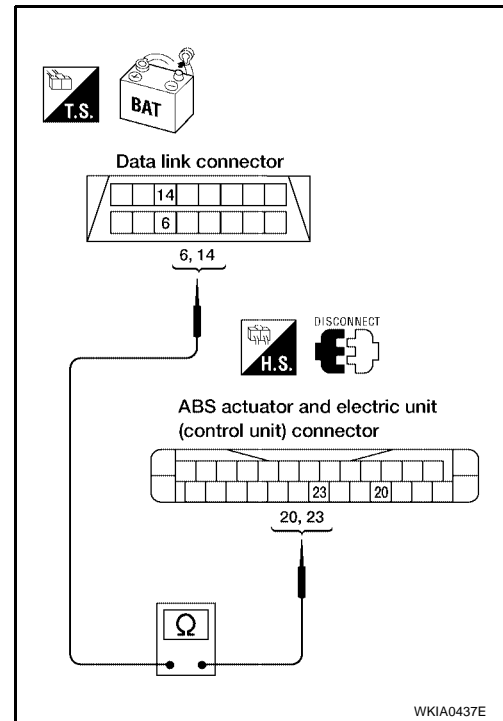 T.S.
BAT
Data link connector
14
6
6, 14
DISCONNECT
H.S.
ABS actuator and electric unit
(control unit) connector
23 20
20, 23
Ω
WKIA0437E